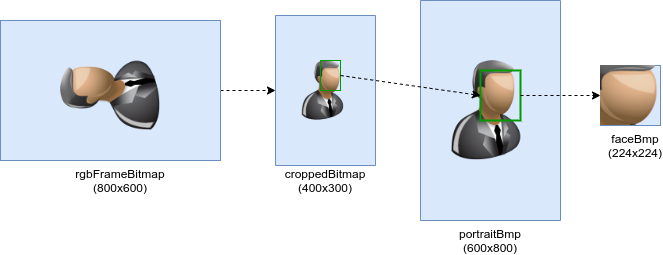 rgbFrameBitmap
(800x600)
croppedBitmap
(400x300)
portraitBmp
(600x800)
faceBmp
(224x224)